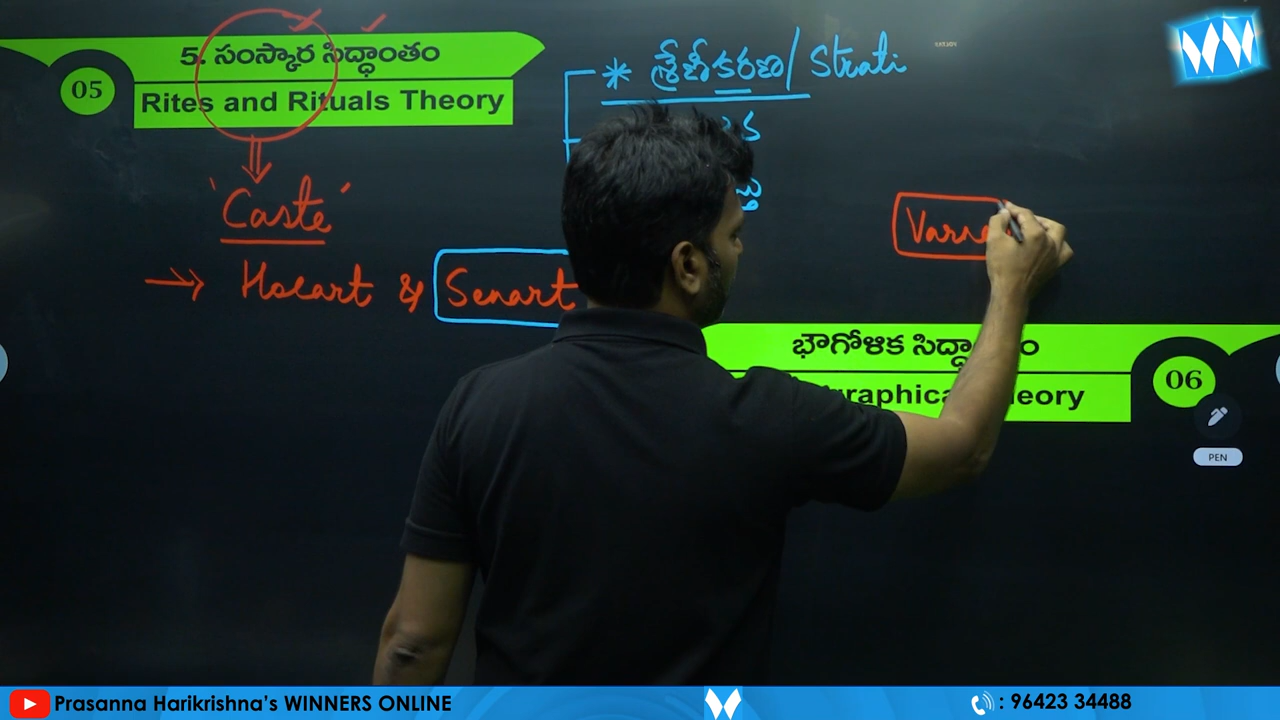 05
5. సంస్కార సిద్ధాంతం
Rites and Rituals Theory
* శ్రేణీకరణ/ Strati
'Caste'
Hocart & Senart
భౌగోళిక సిద్ధాంతం
06
PEN
Prasanna Harikrishna's WINNERS ONLINE
: 96423 34488